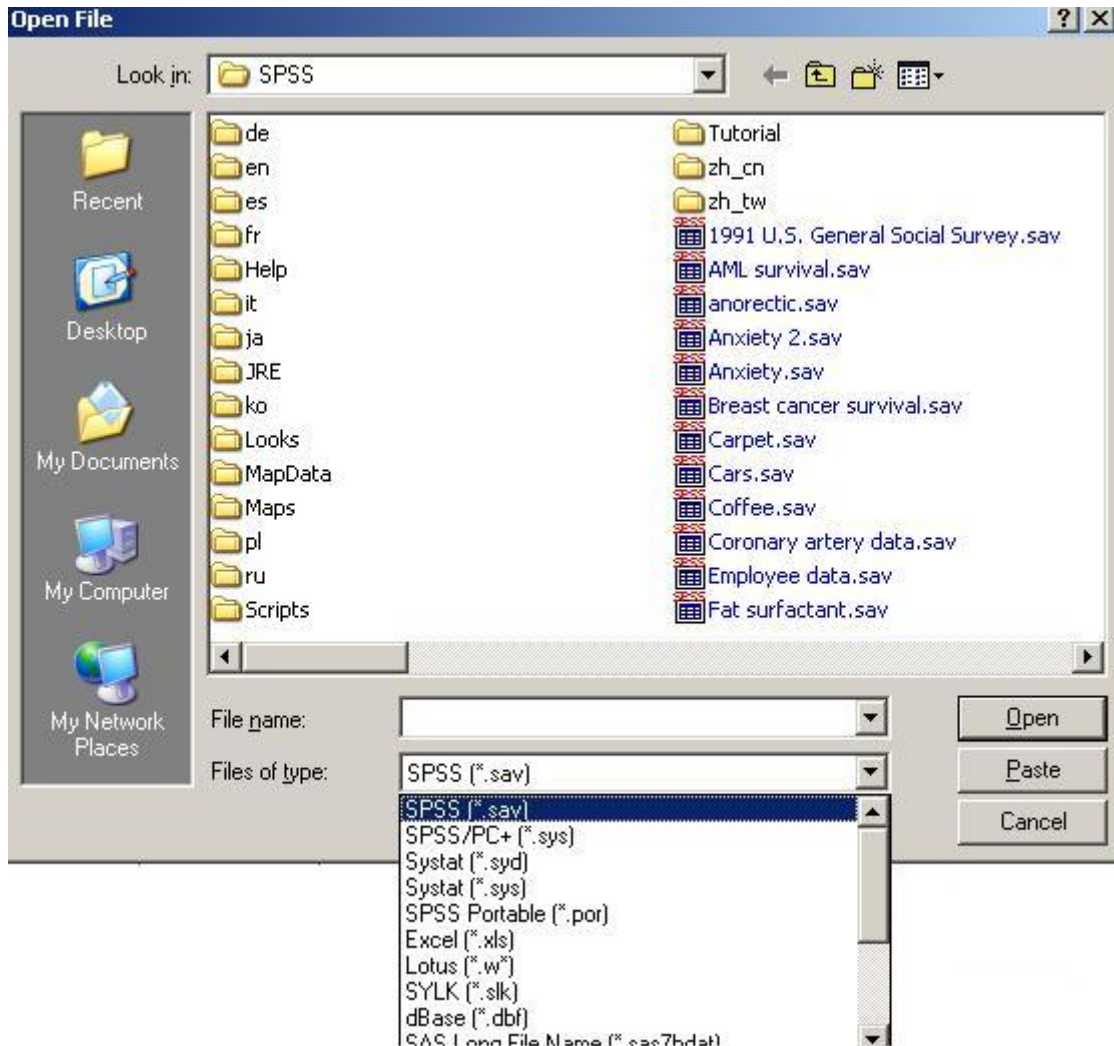 Open File
Look in: SPSS
Recent
Desktop
My Documents
My Computer
My Network
Places
de
en
es
fr
Help
it
ja
JRE
ko
Looks
MapData
Maps
pl
ru
Scripts
Tutorial
zh_cn
zh_tw
1991 U.S. General Social Survey.sav
AML survival.sav
anorectic.sav
Anxiety 2.sav
Anxiety.sav
Breast cancer survival.sav
Carpet.sav
Cars.sav
Coffee.sav
Coronary artery data.sav
Employee data.sav
Fat surfactant.sav
File name:
Open
Files of type: SPSS (*.sav)
Paste
Cancel
SPSS (*.sav)
SPSS/PC+ (*.sys)
Systat (*.syd)
Systat (*.sys)
SPSS Portable (*.por)
Excel (*.xls)
Lotus (*.w*)
SYLK (*.slk)
dBase (*.dbf)
SAS Long File Name (*.sas7bdat)